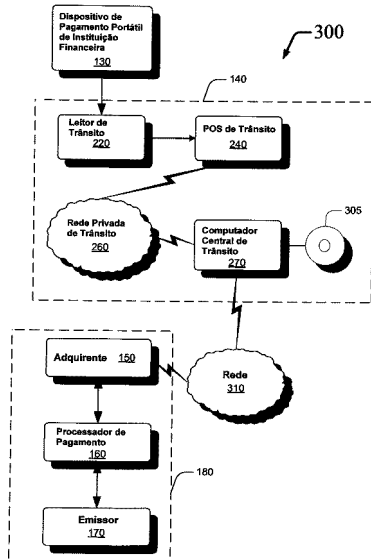 Dispositivo de
Pagamento Portátil
de Instituição
Financeira
130
300
140
Leitor de
Trânsito
220
POS de Trânsito
240
305
Rede Privada
de Trânsito
260
Computador
Central de
Trânsito
270
Adquirente 150
Rede
310
Processador de
Pagamento
160
180
Emissor
170